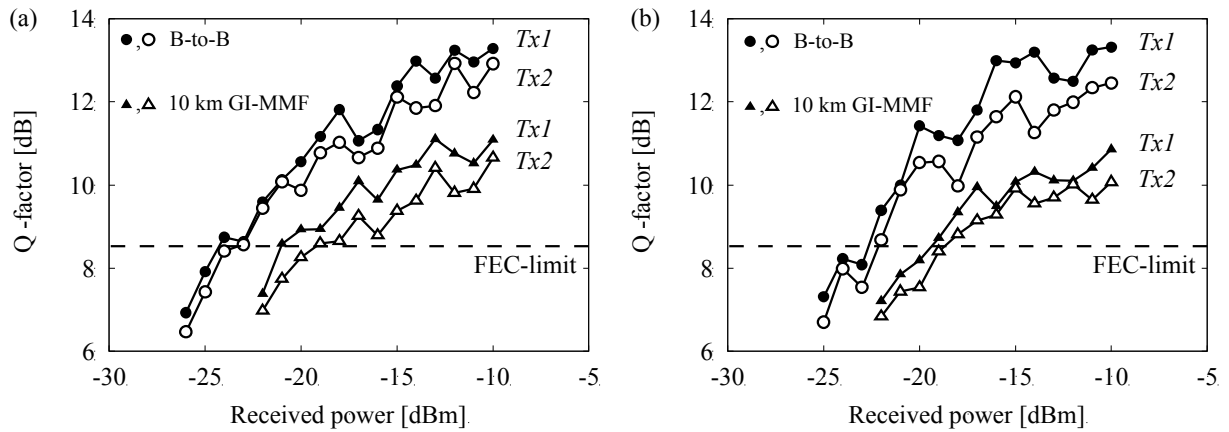 (a)
14
12
10
8
6
Q -factor [dB]
-30
-25
-20
-15
-10
-5
Received power [dBm]
B-to-B
10 km GI-MMF
Tx1
Tx2
Tx1
Tx2
FEC-limit
(b)
14
12
10
8
6
Q -factor [dB]
-30
-25
-20
-15
-10
-5
Received power [dBm]
B-to-B
10 km GI-MMF
Tx1
Tx2
Tx1
Tx2
FEC-limit